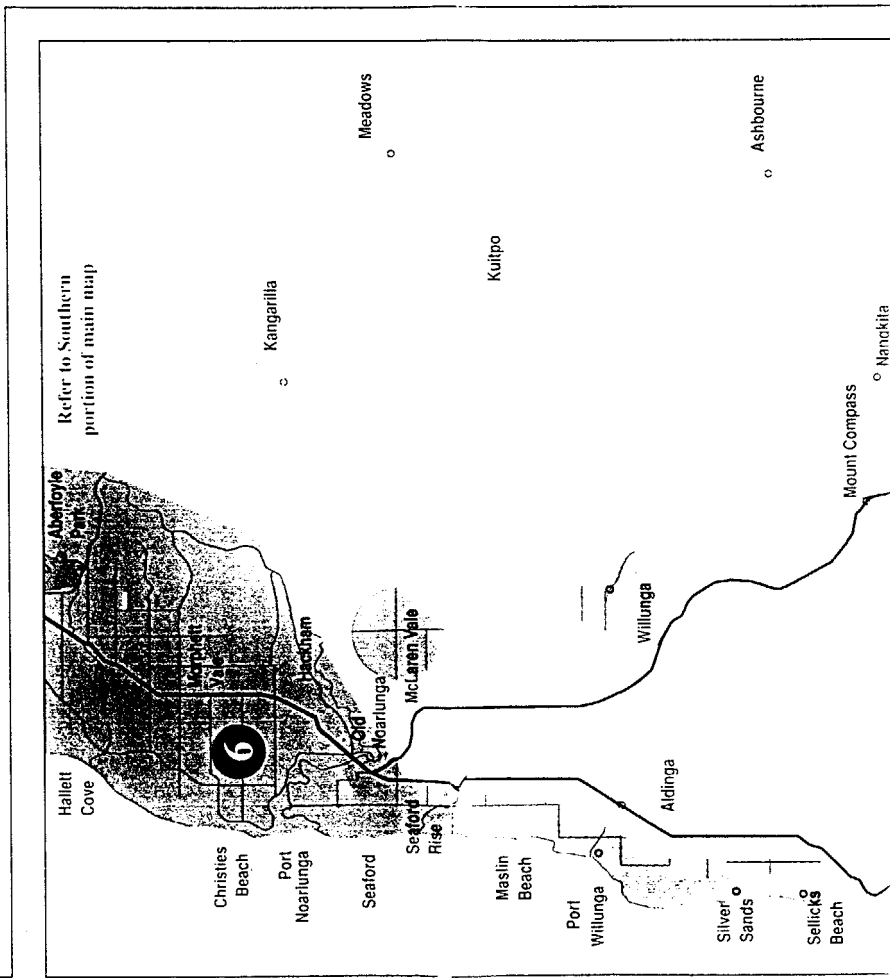 Refer to Southern
portion of main map
Aberfoyle
Park
Hallett
Cove
Morphett
Vale
6
Christies
Beach
Kangarilla
Meadows
Hackham
Port
Noarlunga
Old
Noarlunga
McLaren Vale
Seaford
Seaford
Rise
Kuitpo
Maslin
Beach
Willunga
Port
Willunga
Aldinga
Ashbourne
Silver
Sands
Sellicks
Beach
Mount Compass
Nangkita